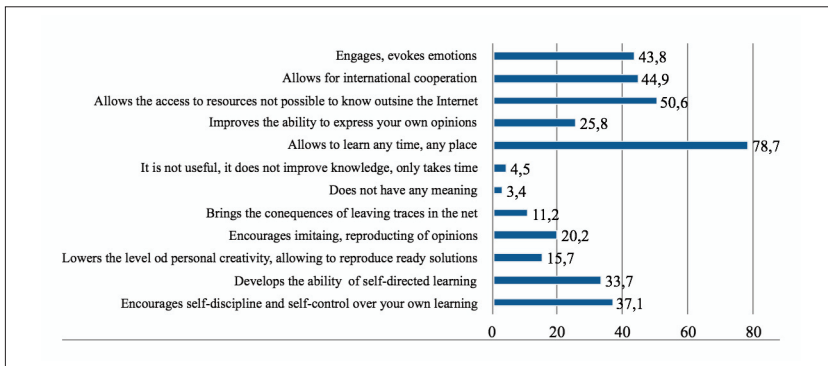 Engages, evokes emotions 43,8
Allows for international cooperation 44,9
Allows the access to resources not possible to know outsine the Internet 50,6
Improves the ability to express your own opinions 25,8
Allows to learn any time, any place 78,7
It is not useful, it does not improve knowledge, only takes time 4,5
Does not have any meaning 3,4
Brings the conequences of leaving traces in the net 11,2
Encourages imitaing, reproducting of opinions 20,2
Lowers the level od personal creativity, allowing to reproduce ready solutions 15,7
Develops the ability of self-directed learning 33,7
Encourages self-discipline and self-control over your own learning 37,1
0 20 40 60 80